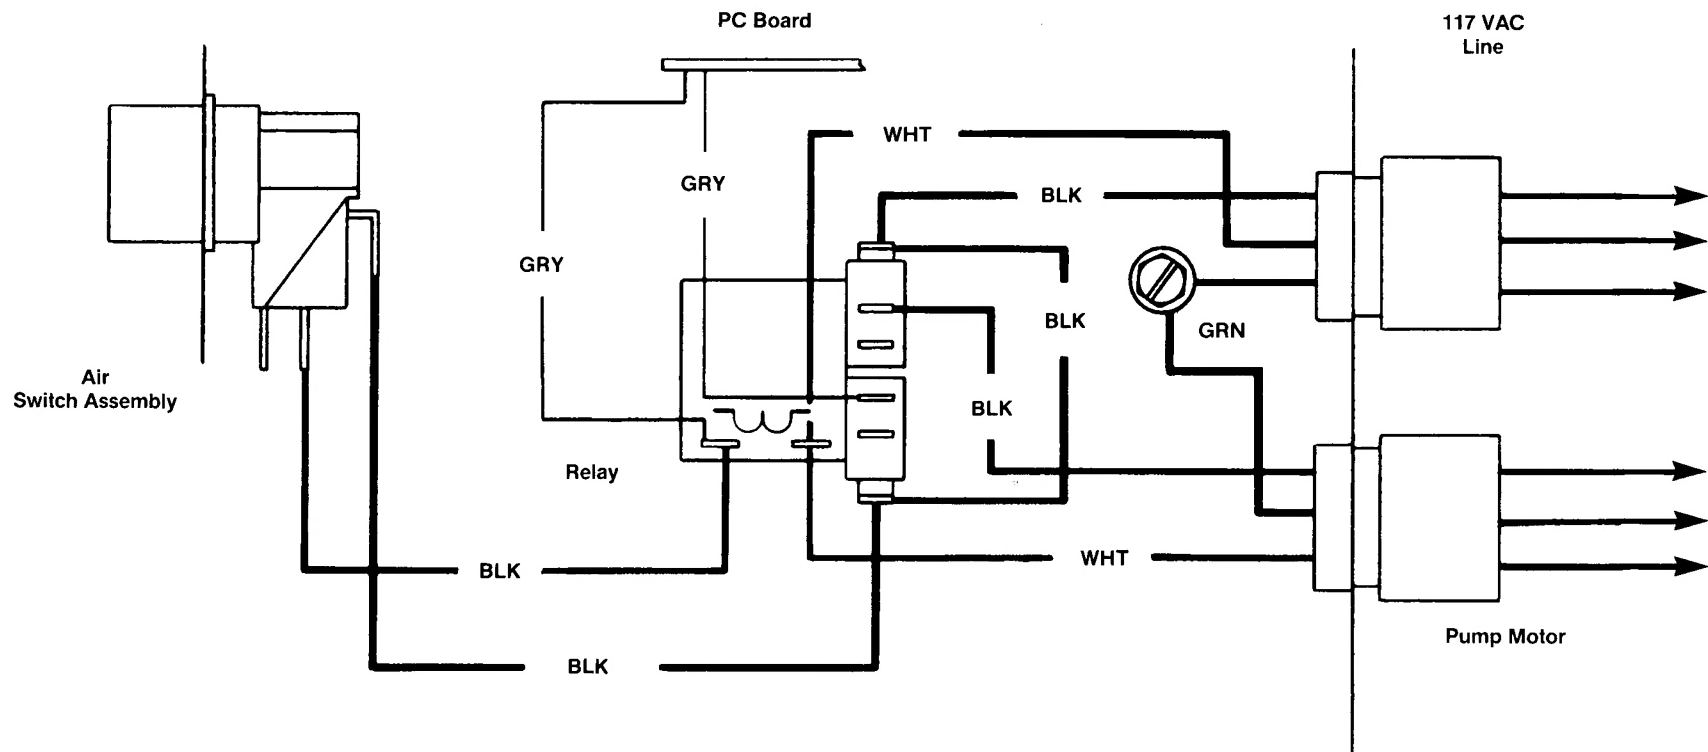 PC Board
117 VAC
Line
WHT
GRY
BLK
GRY
BLK
GRN
Air
Switch Assembly
BLK
Relay
WHT
BLK
Pump Motor
BLK